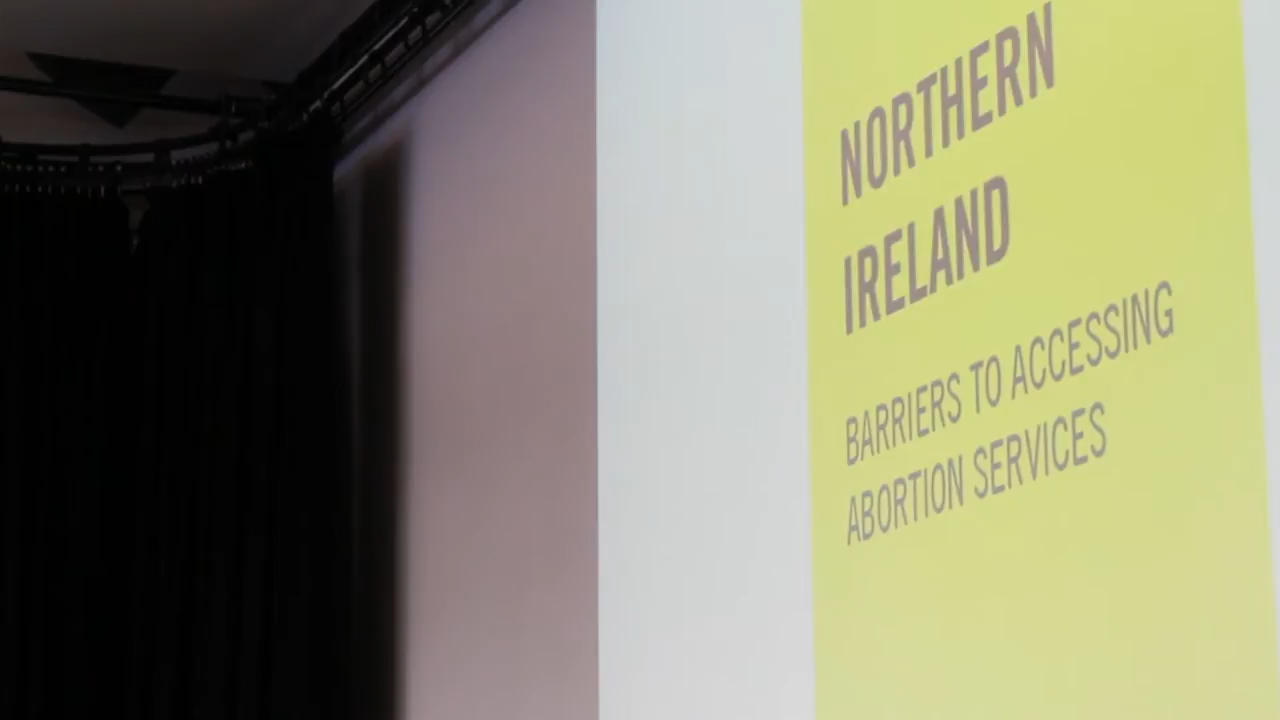 NORTHERN
IRELAND
BARRIERS TO ACCESSING
ABORTION SERVICES